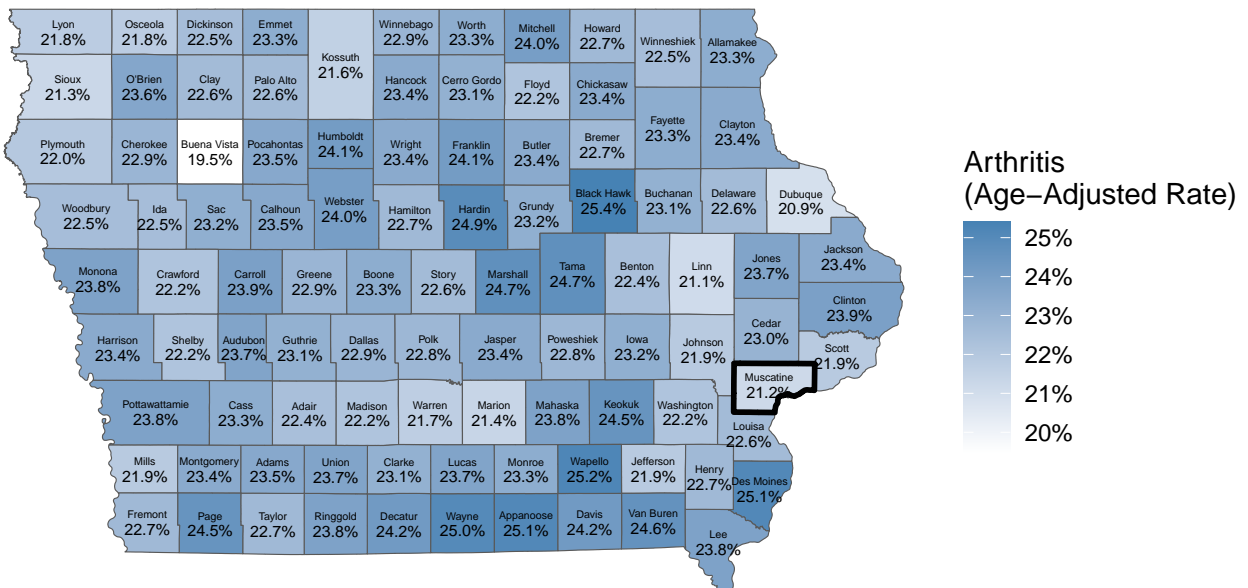 Lyon
21.8%
Osceola
21.8%
Dickinson
22.5%
Emmet
23.3%
Kossuth
21.6%
Winnebago
22.9%
Worth
23.3%
Mitchell
24.0%
Howard
22.7%
Winneshiek
22.5%
Allamakee
23.3%
Sioux
21.3%
O'Brien
23.6%
Clay
22.6%
Palo Alto
22.6%
Hancock
23.4%
Cerro Gordo
23.1%
Floyd
22.2%
Chickasaw
23.4%
Fayette
23.3%
Clayton
23.4%
Plymouth
22.0%
Cherokee
22.9%
Buena Vista
19.5%
Pocahontas
23.5%
Humboldt
24.1%
Wright
23.4%
Franklin
24.1%
Butler
23.4%
Bremer
22.7%
Woodbury
22.5%
Ida
22.5%
Sac
23.2%
Calhoun
23.5%
Webster
24.0%
Hamilton
22.7%
Hardin
24.9%
Grundy
23.2%
Black Hawk
25.4%
Buchanan
23.1%
Delaware
22.6%
Dubuque
20.9%
Monona
23.8%
Crawford
22.2%
Carroll
23.9%
Greene
22.9%
Boone
23.3%
Story
22.6%
Marshall
24.7%
Tama
24.7%
Benton
22.4%
Linn
21.1%
Jones
23.7%
Jackson
23.4%
Clinton
23.9%
Harrison
23.4%
Shelby
22.2%
Audubon
23.7%
Guthrie
23.1%
Dallas
22.9%
Polk
22.8%
Jasper
23.4%
Poweshiek
22.8%
Iowa
23.2%
Johnson
21.9%
Cedar
23.0%
Scott
21.9%
Muscatine
21.2%
Pottawattamie
23.8%
Cass
23.3%
Adair
22.4%
Madison
22.2%
Warren
21.7%
Marion
21.4%
Mahaska
23.8%
Keokuk
24.5%
Washington
22.2%
Louisa
22.6%
Mills
21.9%
Montgomery
23.4%
Adams
23.5%
Union
23.7%
Clarke
23.1%
Lucas
23.7%
Monroe
23.3%
Wapello
25.2%
Jefferson
21.9%
Henry
22.7%
Des Moines
25.1%
Fremont
22.7%
Page
24.5%
Taylor
22.7%
Ringgold
23.8%
Decatur
24.2%
Wayne
25.0%
Appanoose
25.1%
Davis
24.2%
Van Buren
24.6%
Lee
23.8%
Arthritis
(Age−Adjusted Rate)
25%
24%
23%
22%
21%
20%